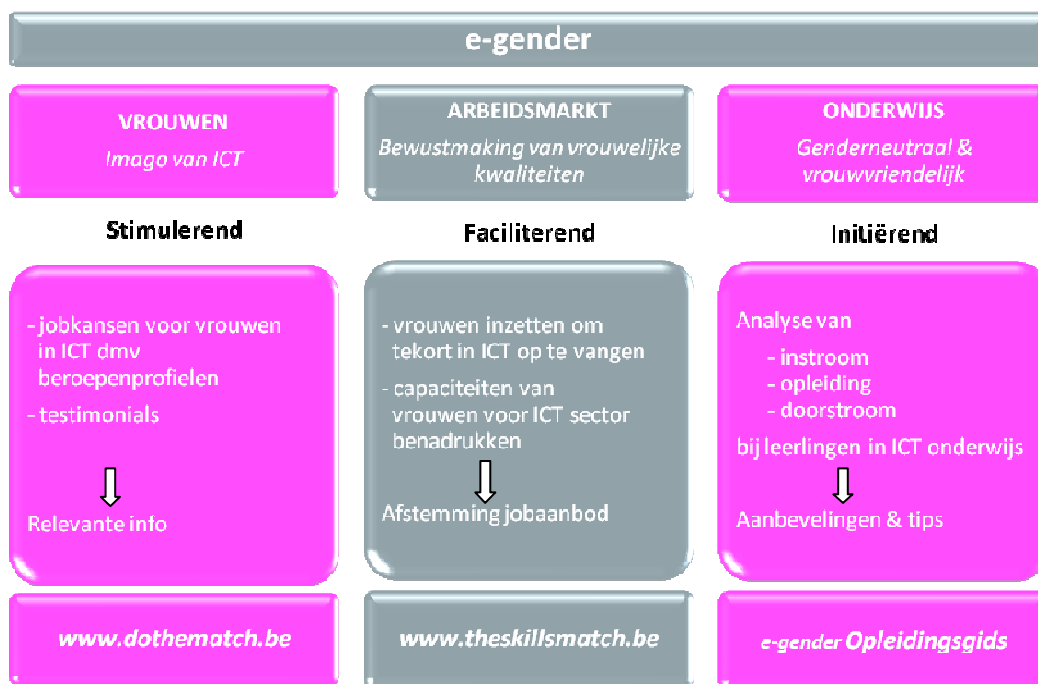 e-gender
VROUWEN
Imago van ICT
ARBEIDSMARKT
Bewustmaking van vrouwelijke
kwaliteiten
ONDERWIJS
Genderneutraal &
vrouwvriendelijk
Stimulerend
Faciliterend
Initiërend
- jobkansen voor vrouwen
in ICT dmv
beroepenprofielen
- testimonials
Relevante info
- vrouwen inzetten om
tekort in ICT op te vangen
- capaciteiten van
vrouwen voor ICT sector
benadrukken
Afstemming jobaanbod
Analyse van
- instroom
- opleiding
- doorstroom
bij leerlingen in ICT onderwijs
Aanbevelingen & tips
www.dothematch.be
www.theskillsmatch.be
e-gender Opleidingsgids